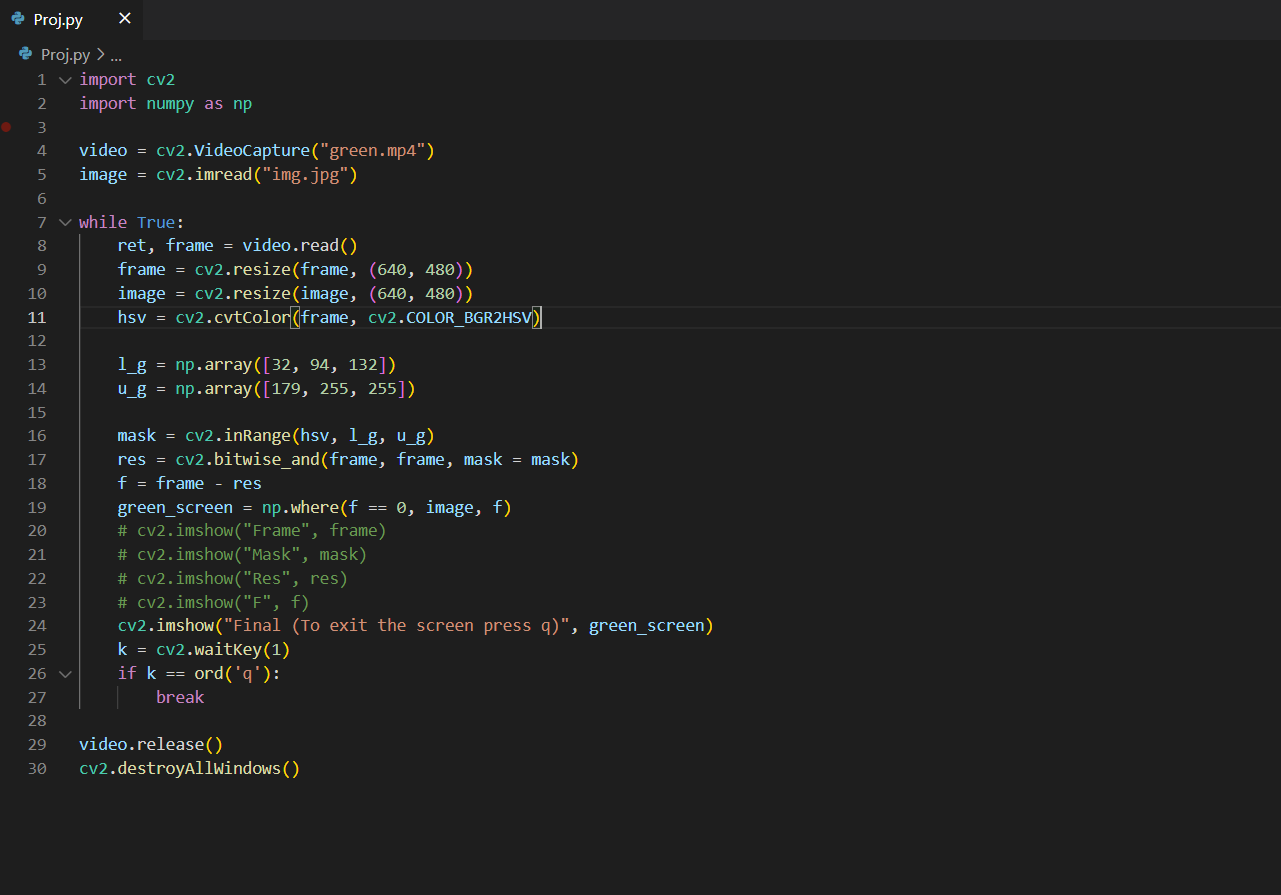 Proj.py
Proj.py > ...
1 import cv2
2 import numpy as np
3
4 video = cv2.VideoCapture("green.mp4")
5 image = cv2.imread("img.jpg")
6
7 while True:
8     ret, frame = video.read()
9     frame = cv2.resize(frame, (640, 480))
10     image = cv2.resize(image, (640, 480))
11     hsv = cv2.cvtColor(frame, cv2.COLOR_BGR2HSV)
12
13     l_g = np.array([32, 94, 132])
14     u_g = np.array([179, 255, 255])
15
16     mask = cv2.inRange(hsv, l_g, u_g)
17     res = cv2.bitwise_and(frame, frame, mask = mask)
18     f = frame - res
19     green_screen = np.where(f == 0, image, f)
20     # cv2.imshow("Frame", frame)
21     # cv2.imshow("Mask", mask)
22     # cv2.imshow("Res", res)
23     # cv2.imshow("F", f)
24     cv2.imshow("Final (To exit the screen press q)", green_screen)
25     k = cv2.waitKey(1)
26     if k == ord('q'):
27         break
28
29 video.release()
30 cv2.destroyAllWindows()